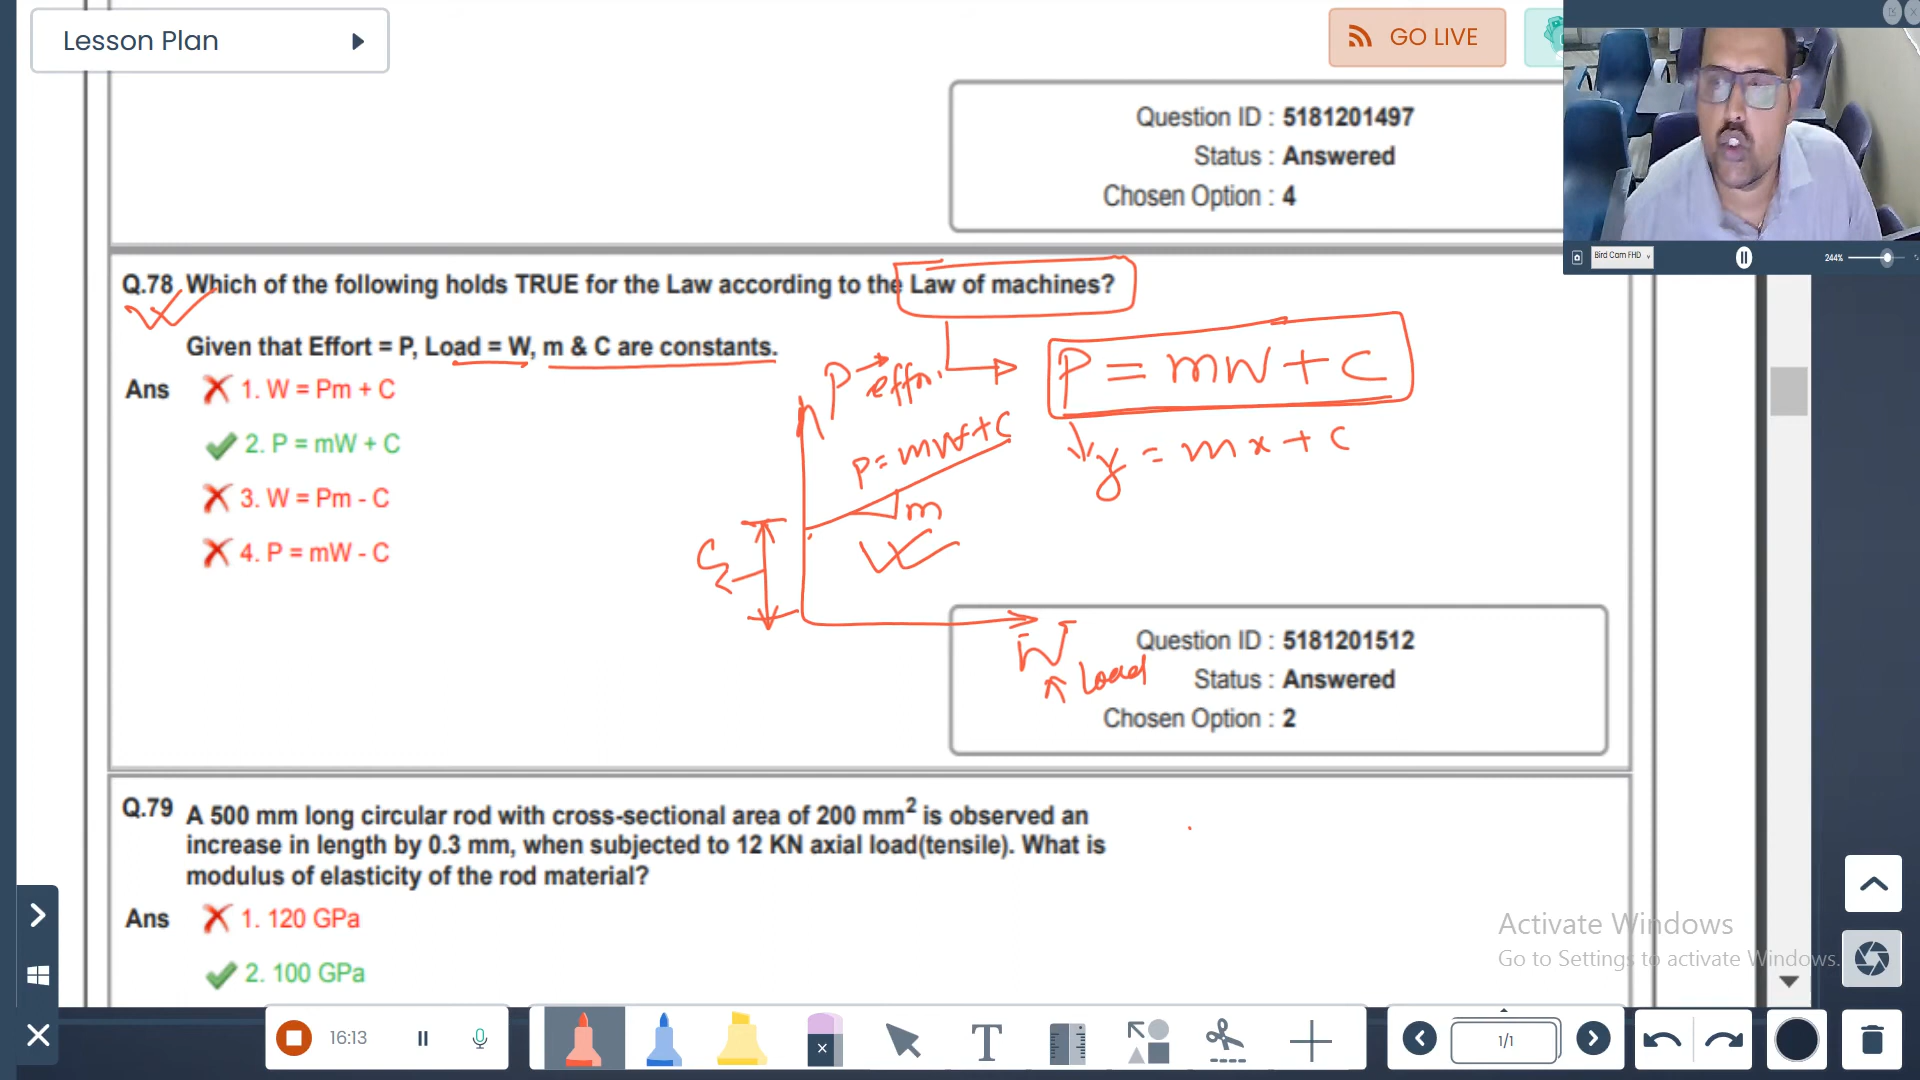 Lesson Plan
GO LIVE
Question ID : 5181201497
Status : Answered
Chosen Option : 4
Bird Cam FHD
244%
Q.78 Which of the following holds TRUE for the Law according to the Law of machines?
Given that Effort = P, Load = W, m & C are constants.
Ans 1. W = Pm + C
2. P = mW + C
3. W = Pm - C
4. P = mW - C
P → effor
P = mW + C
y = mx + c
P = mW + C
m
C
W
Load
Question ID : 5181201512
Status : Answered
Chosen Option : 2
Q.79 A 500 mm long circular rod with cross-sectional area of 200 mm² is observed an
increase in length by 0.3 mm, when subjected to 12 KN axial load(tensile). What is
modulus of elasticity of the rod material?
Ans 1. 120 GPa
2. 100 GPa
Activate Windows
Go to Settings to activate Windows.
16:13
T
1/1